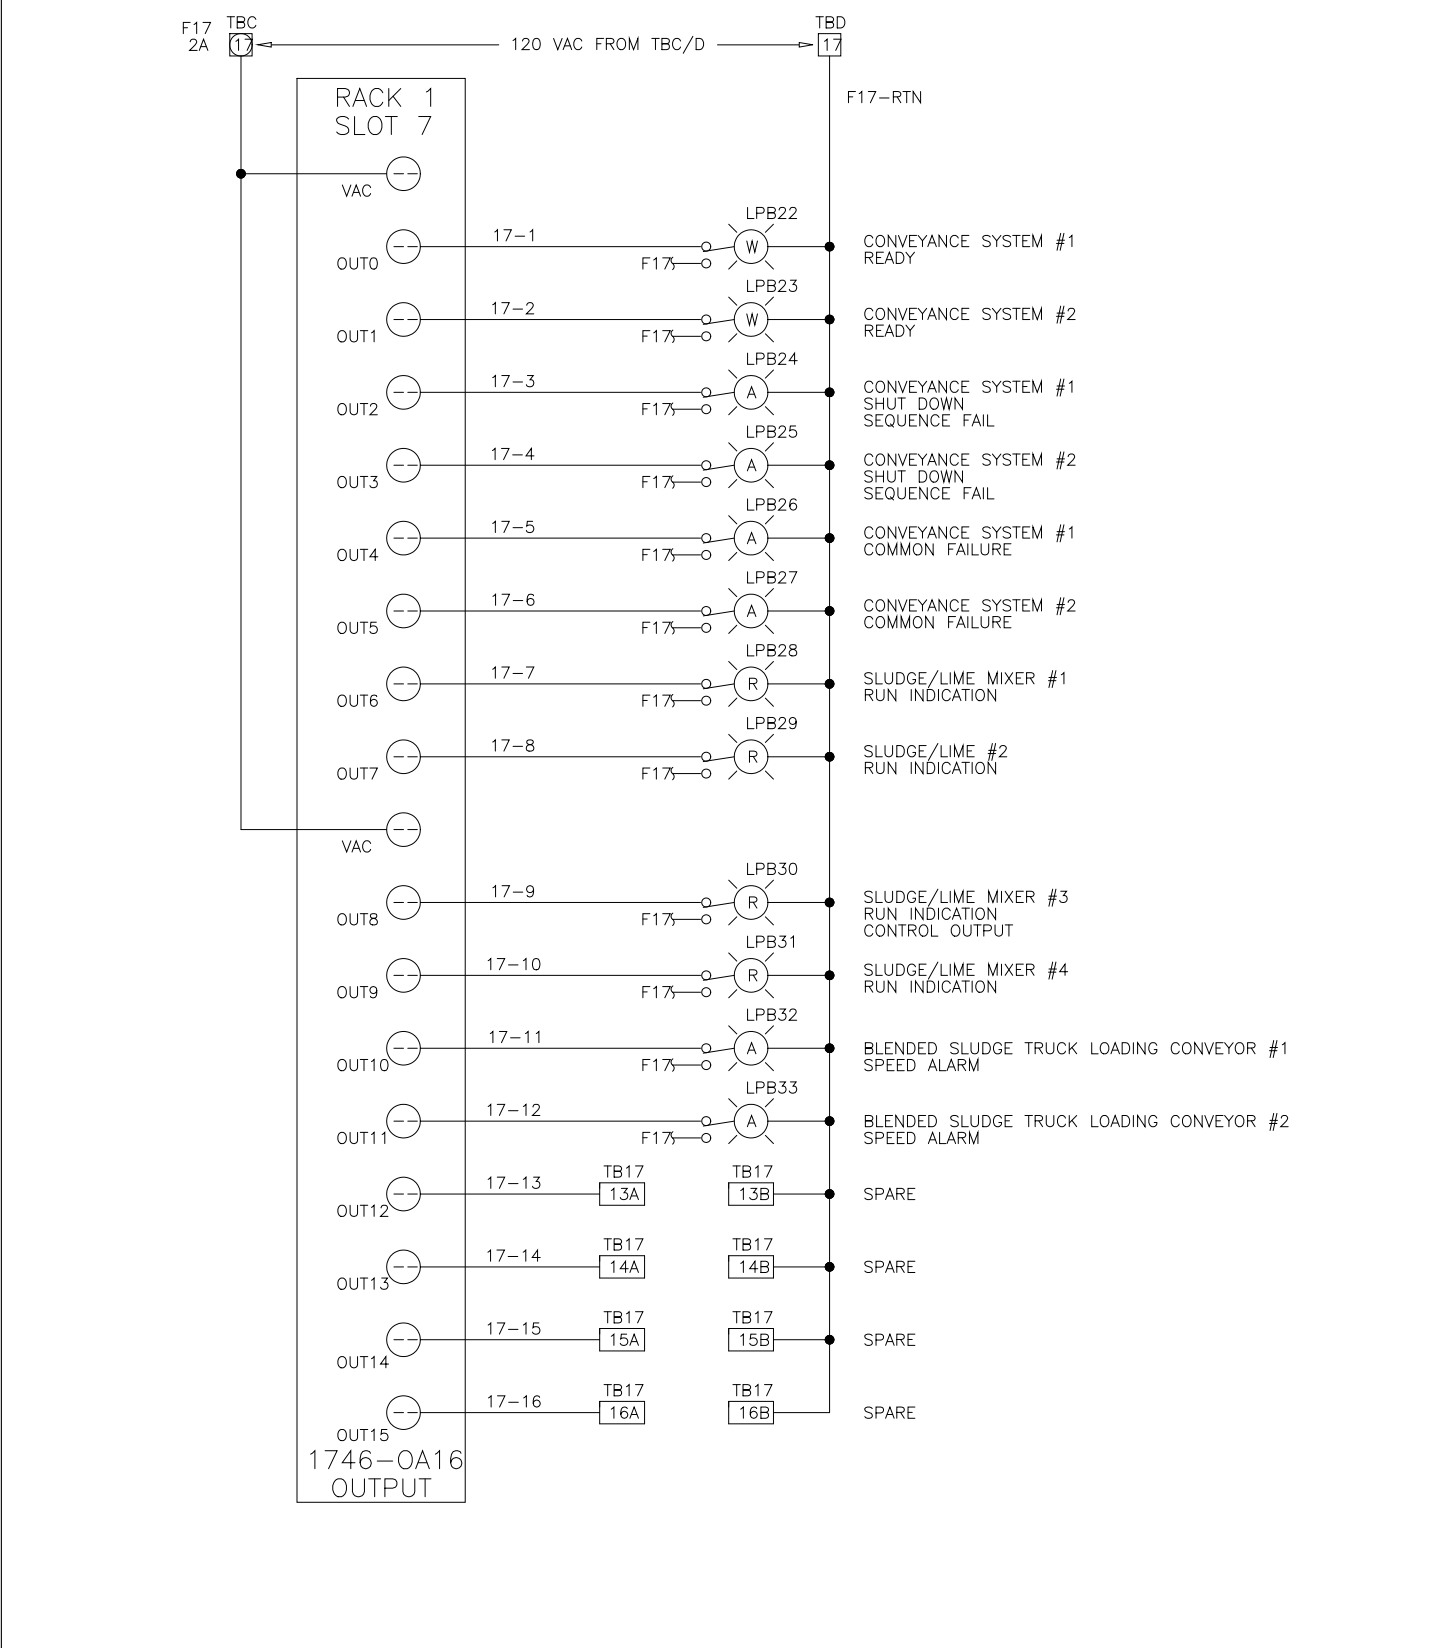 F17 TBC
2A 17
120 VAC FROM TBC/D
TBD
17
F17-RTN
RACK 1
SLOT 7
VAC
OUT0 17-1 F17 LPB22 W CONVEYANCE SYSTEM #1
READY
OUT1 17-2 F17 LPB23 W CONVEYANCE SYSTEM #2
READY
OUT2 17-3 F17 LPB24 A CONVEYANCE SYSTEM #1
SHUT DOWN
SEQUENCE FAIL
OUT3 17-4 F17 LPB25 A CONVEYANCE SYSTEM #2
SHUT DOWN
SEQUENCE FAIL
OUT4 17-5 F17 LPB26 A CONVEYANCE SYSTEM #1
COMMON FAILURE
OUT5 17-6 F17 LPB27 A CONVEYANCE SYSTEM #2
COMMON FAILURE
OUT6 17-7 F17 LPB28 R SLUDGE/LIME MIXER #1
RUN INDICATION
OUT7 17-8 F17 LPB29 R SLUDGE/LIME #2
RUN INDICATION
VAC
OUT8 17-9 F17 LPB30 R SLUDGE/LIME MIXER #3
RUN INDICATION
CONTROL OUTPUT
OUT9 17-10 F17 LPB31 R SLUDGE/LIME MIXER #4
RUN INDICATION
OUT10 17-11 F17 LPB32 A BLENDED SLUDGE TRUCK LOADING CONVEYOR #1
SPEED ALARM
OUT11 17-12 F17 LPB33 A BLENDED SLUDGE TRUCK LOADING CONVEYOR #2
SPEED ALARM
OUT12 17-13 TB17 13A TB17 13B SPARE
OUT13 17-14 TB17 14A TB17 14B SPARE
OUT14 17-15 TB17 15A TB17 15B SPARE
OUT15 17-16 TB17 16A TB17 16B SPARE
1746-OA16
OUTPUT